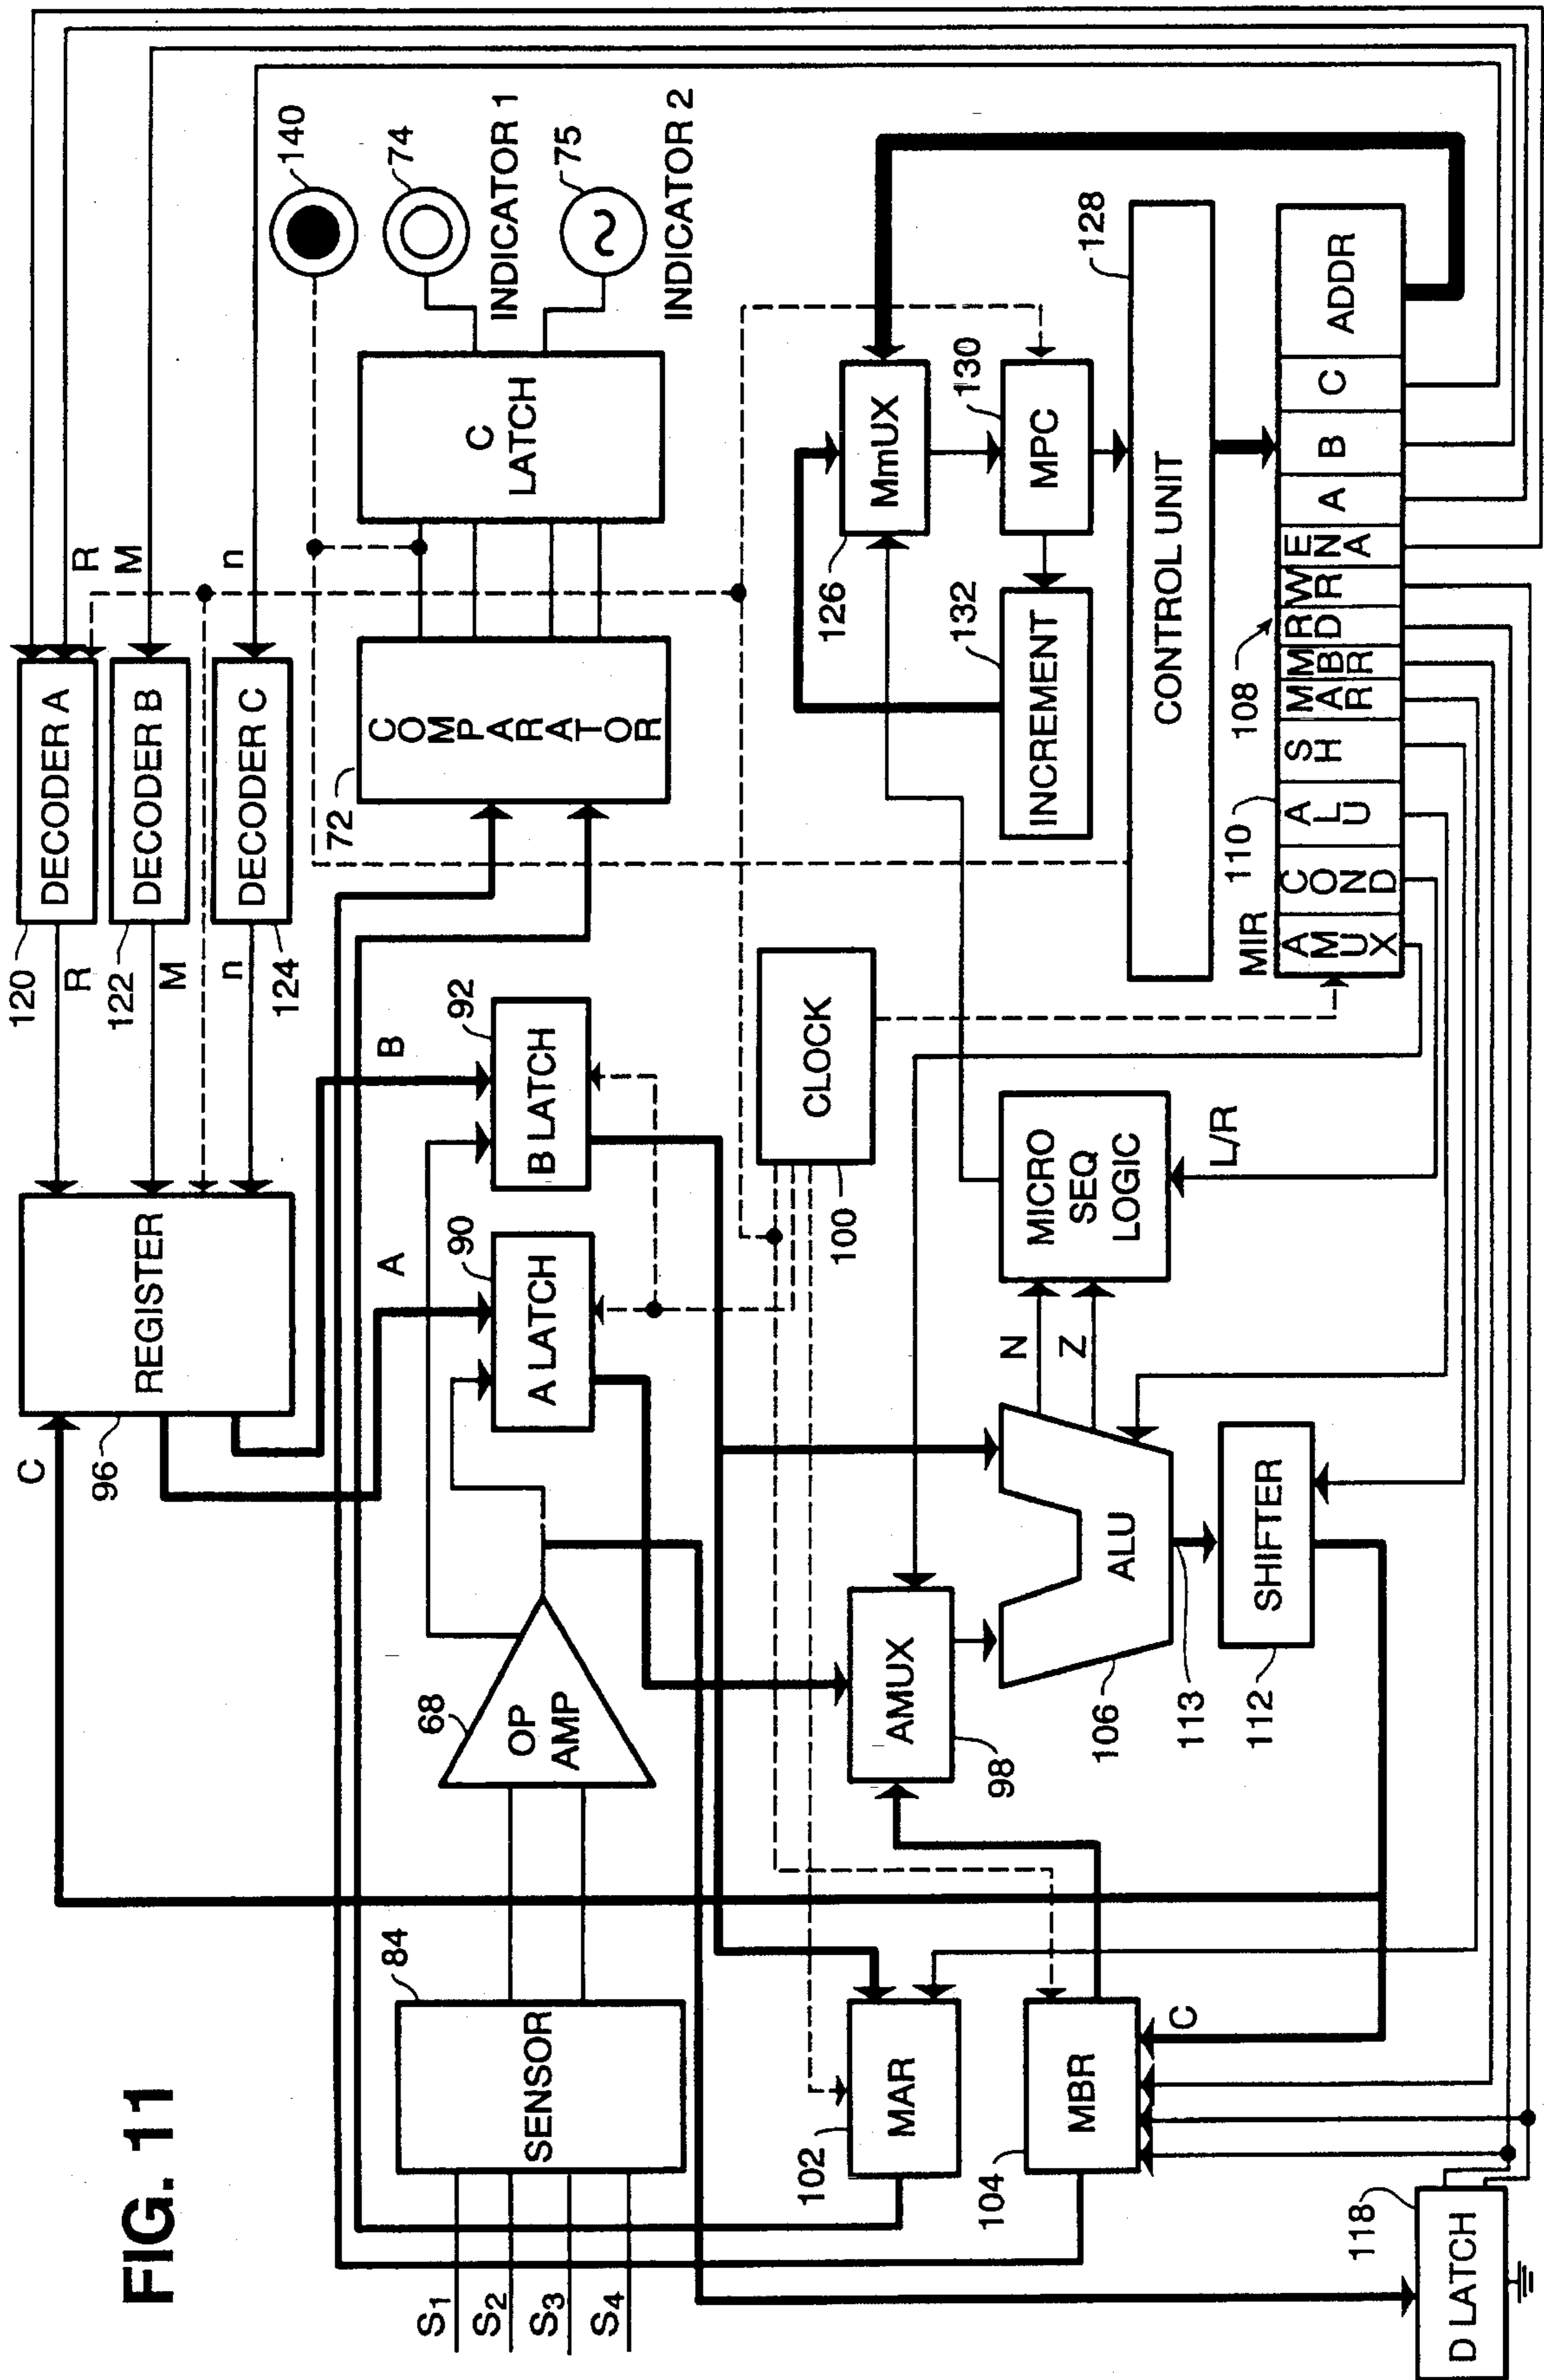 FIG. 11
S1
S2
S3
S4
SENSOR
84
OP AMP
68
C
REGISTER
96
A
B
A LATCH
90
B LATCH
92
120
R
122
M
n
124
DECODER A
DECODER B
DECODER C
R
M
n
72
COMPARATOR
C LATCH
140
74
INDICATOR 1
75
INDICATOR 2
MAR
102
MBR
104
C
AMUX
98
ALU
106
113
SHIFTER
112
N
Z
MICRO SEQ LOGIC
L/R
CLOCK
100
MmUX
126
MPC
130
INCREMENT
132
CONTROL UNIT
128
MIR
110
108
AMUX
COND
ALU
SH
MAR
MBR
RD
WR
ENA
A
B
C
ADDR
118
D LATCH